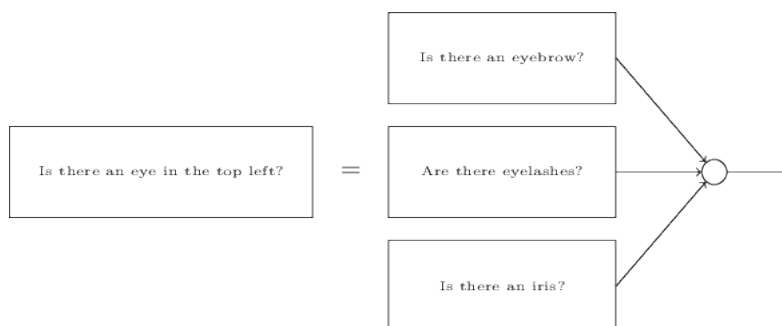 Is there an eyebrow?
Is there an eye in the top left?
=
Are there eyelashes?
Is there an iris?